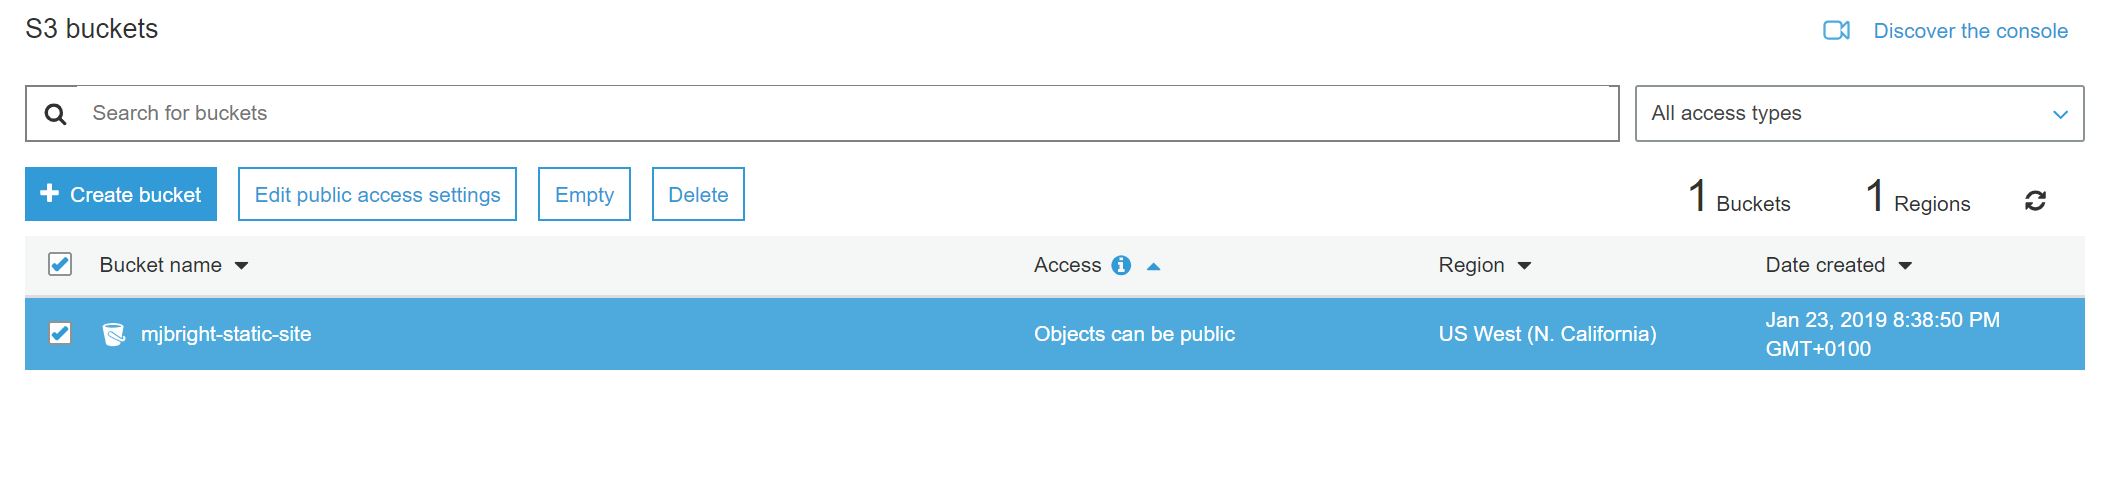 S3 buckets
Discover the console
Search for buckets
All access types
Create bucket
Edit public access settings
Empty
Delete
1 Buckets
1 Regions
Bucket name
Access
Region
Date created
mjbright-static-site
Objects can be public
US West (N. California)
Jan 23, 2019 8:38:50 PM
GMT+0100